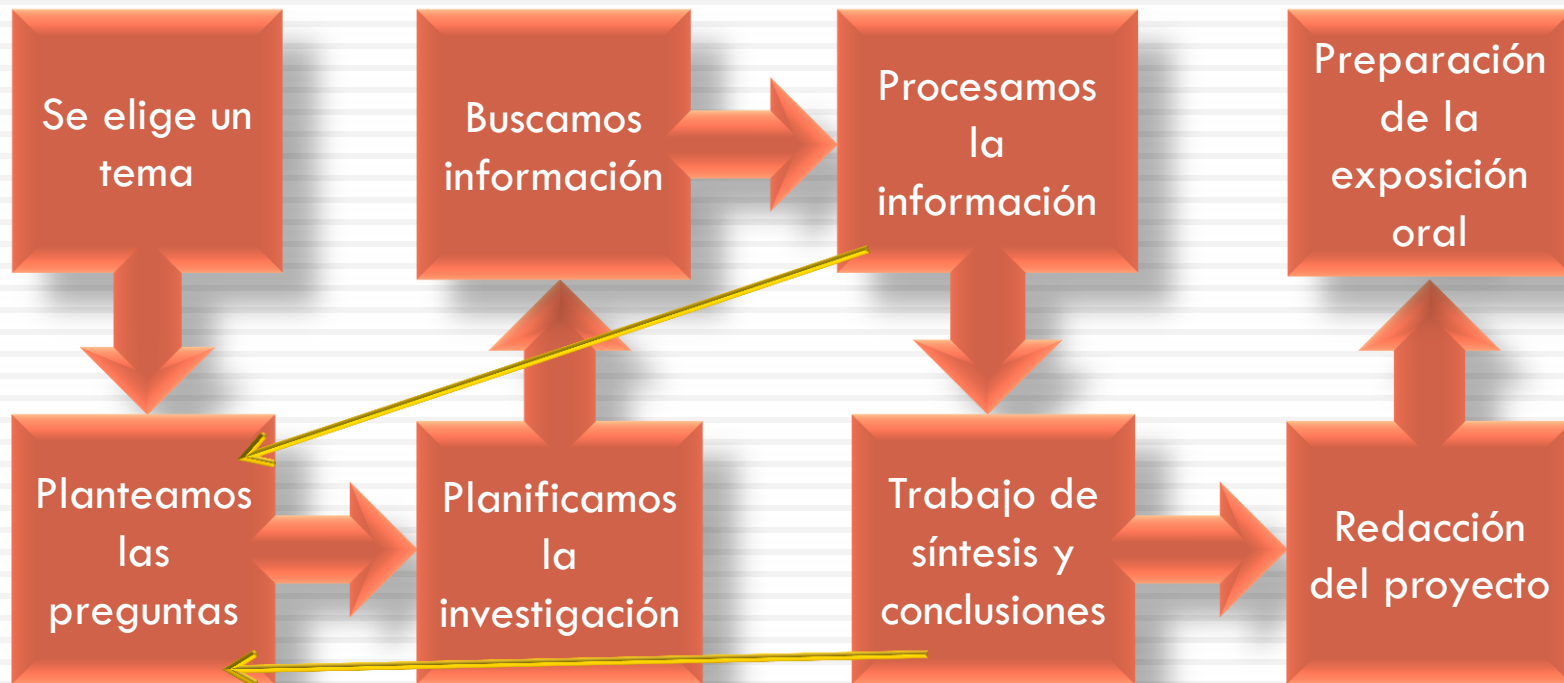 Se elige un
tema
Planteamos
las
preguntas
Planificamos
la
investigación
Buscamos
información
Procesamos
la
información
Trabajo de
síntesis y
conclusiones
Redacción
del proyecto
Preparación
de la
exposición
oral